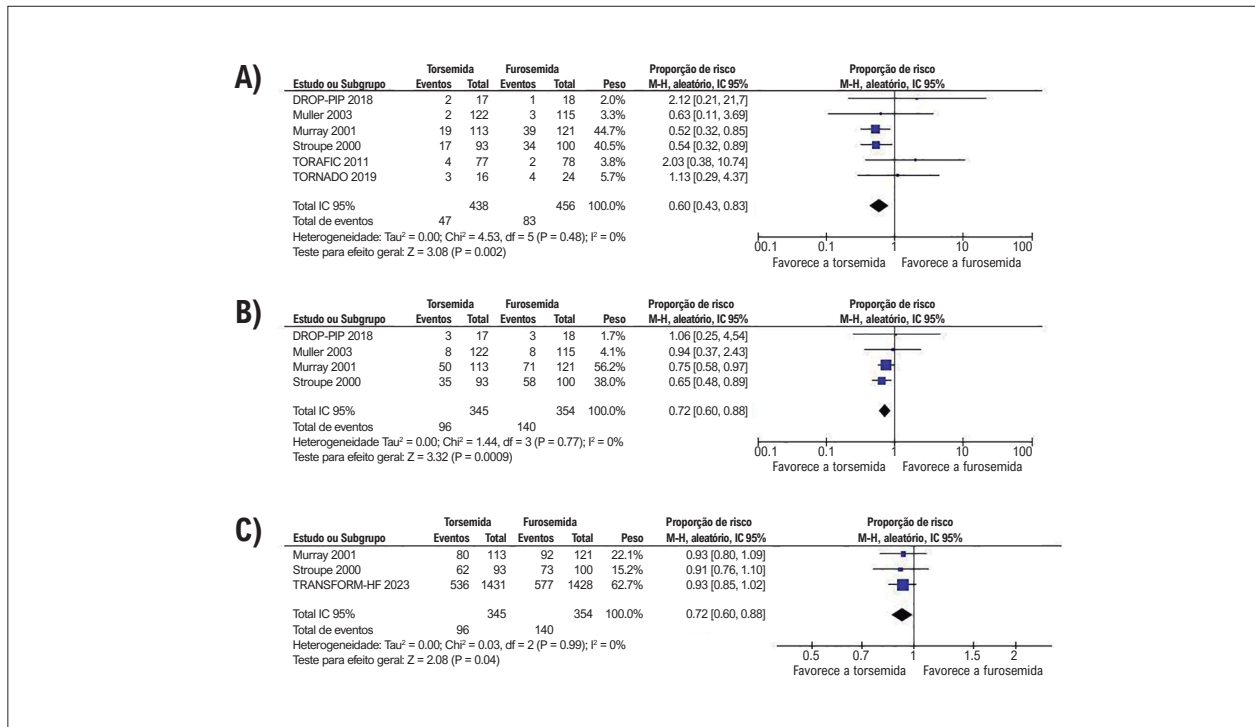 A)
Torsemida Furosemida Proporção de risco Proporção de risco
Estudo ou Subgrupo Eventos Total Eventos Total Peso M-H, aleatório, IC 95% M-H, aleatório, IC 95%
DROP-PIP 2018 2 17 1 18 2.0% 2.12 [0.21, 21,7]
Muller 2003 2 122 3 115 3.3% 0.63 [0.11, 3.69]
Murray 2001 19 113 39 121 44.7% 0.52 [0.32, 0.85]
Stroupe 2000 17 93 34 100 40.5% 0.54 [0.32, 0.89]
TORAFIC 2011 4 77 2 78 3.8% 2.03 [0.38, 10.74]
TORNADO 2019 3 16 4 24 5.7% 1.13 [0.29, 4.37]
Total IC 95% 438 456 100.0% 0.60 [0.43, 0.83]
Total de eventos 47 83
Heterogeneidade: Tau² = 0.00; Chi² = 4.53, df = 5 (P = 0.48); I² = 0%
Teste para efeito geral: Z = 3.08 (P = 0.002)
00.1 0.1 1 10 100
Favorece a torsemida Favorece a furosemida
B)
Torsemida Furosemida Proporção de risco Proporção de risco
Estudo ou Subgrupo Eventos Total Eventos Total Peso M-H, aleatório, IC 95% M-H, aleatório, IC 95%
DROP-PIP 2018 3 17 3 18 1.7% 1.06 [0.25, 4,54]
Muller 2003 8 122 8 115 4.1% 0.94 [0.37, 2.43]
Murray 2001 50 113 71 121 56.2% 0.75 [0.58, 0.97]
Stroupe 2000 35 93 58 100 38.0% 0.65 [0.48, 0.89]
Total IC 95% 345 354 100.0% 0.72 [0.60, 0.88]
Total de eventos 96 140
Heterogeneidade Tau² = 0.00; Chi² = 1.44, df = 3 (P = 0.77); I² = 0%
Teste para efeito geral: Z = 3.32 (P = 0.0009)
00.1 0.1 1 10 100
Favorece a torsemida Favorece a furosemida
C)
Torsemida Furosemida Proporção de risco Proporção de risco
Estudo ou Subgrupo Eventos Total Eventos Total Peso M-H, aleatório, IC 95% M-H, aleatório, IC 95%
Murray 2001 80 113 92 121 22.1% 0.93 [0.80, 1.09]
Stroupe 2000 62 93 73 100 15.2% 0.91 [0.76, 1.10]
TRANSFORM-HF 2023 536 1431 577 1428 62.7% 0.93 [0.85, 1.02]
Total IC 95% 345 354 100.0% 0.72 [0.60, 0.88]
Total de eventos 96 140
Heterogeneidade: Tau² = 0.00; Chi² = 0.03, df = 2 (P = 0.99); I² = 0%
Teste para efeito geral: Z = 2.08 (P = 0.04)
0.5 0.7 1 1.5 2
Favorece a torsemida Favorece a furosemida